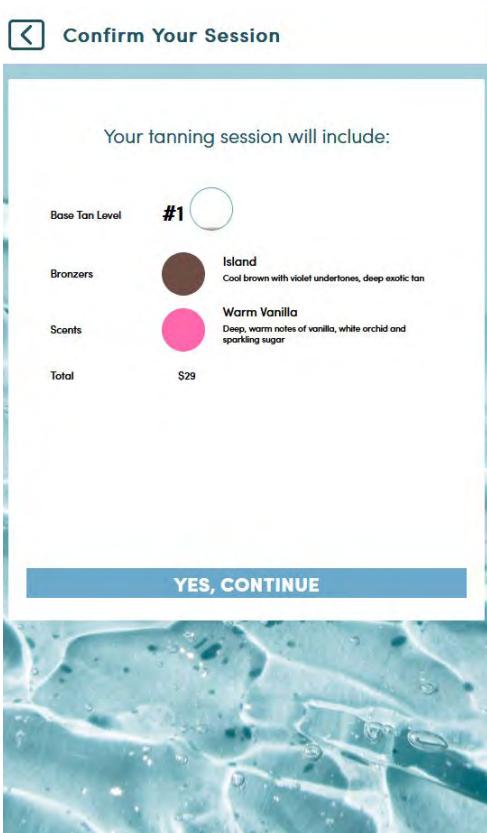 Confirm Your Session
Your tanning session will include:
Base Tan Level #1
Bronzers
Island
Cool brown with violet undertones, deep exotic tan
Scents
Warm Vanilla
Deep, warm notes of vanilla, white orchid and
sparkling sugar
Total $29
YES, CONTINUE